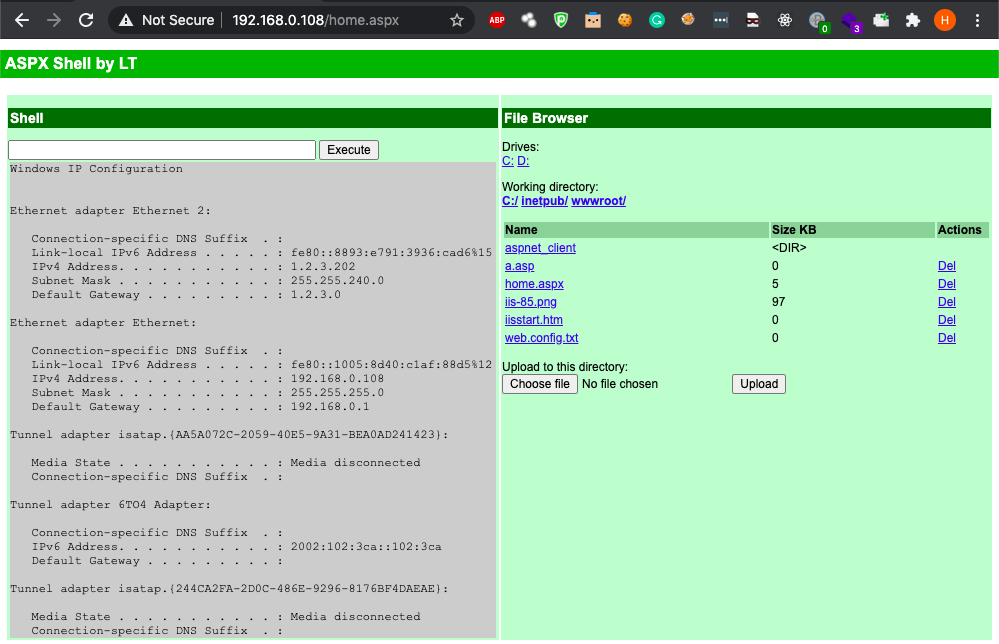 Not Secure 192.168.0.108/home.aspx
ABP
0
3
H
ASPX Shell by LT
Shell
Execute
Windows IP Configuration
Ethernet adapter Ethernet 2:
Connection-specific DNS Suffix . :
Link-local IPv6 Address . . . . . : fe80::8893:e791:3936:cad6%15
IPv4 Address. . . . . . . . . . . : 1.2.3.202
Subnet Mask . . . . . . . . . . . : 255.255.240.0
Default Gateway . . . . . . . . . : 1.2.3.0
Ethernet adapter Ethernet:
Connection-specific DNS Suffix . :
Link-local IPv6 Address . . . . . : fe80::1005:8d40:c1af:88d5%12
IPv4 Address. . . . . . . . . . . : 192.168.0.108
Subnet Mask . . . . . . . . . . . : 255.255.255.0
Default Gateway . . . . . . . . . : 192.168.0.1
Tunnel adapter isatap.{AA5A072C-2059-40E5-9A31-BEA0AD241423}:
Media State . . . . . . . . . . . : Media disconnected
Connection-specific DNS Suffix . :
Tunnel adapter 6TO4 Adapter:
Connection-specific DNS Suffix . :
IPv6 Address. . . . . . . . . . . : 2002:102:3ca::102:3ca
Default Gateway . . . . . . . . . :
Tunnel adapter isatap.{244CA2FA-2D0C-486E-9296-8176BF4DAEAE}:
Media State . . . . . . . . . . . : Media disconnected
Connection-specific DNS Suffix . :
File Browser
Drives:
C: D:
Working directory:
C:/ inetpub/ wwwroot/
Name Size KB Actions
aspnet_client <DIR>
a.asp 0 Del
home.aspx 5 Del
iis-85.png 97 Del
iisstart.htm 0 Del
web.config.txt 0 Del
Upload to this directory:
Choose file No file chosen Upload